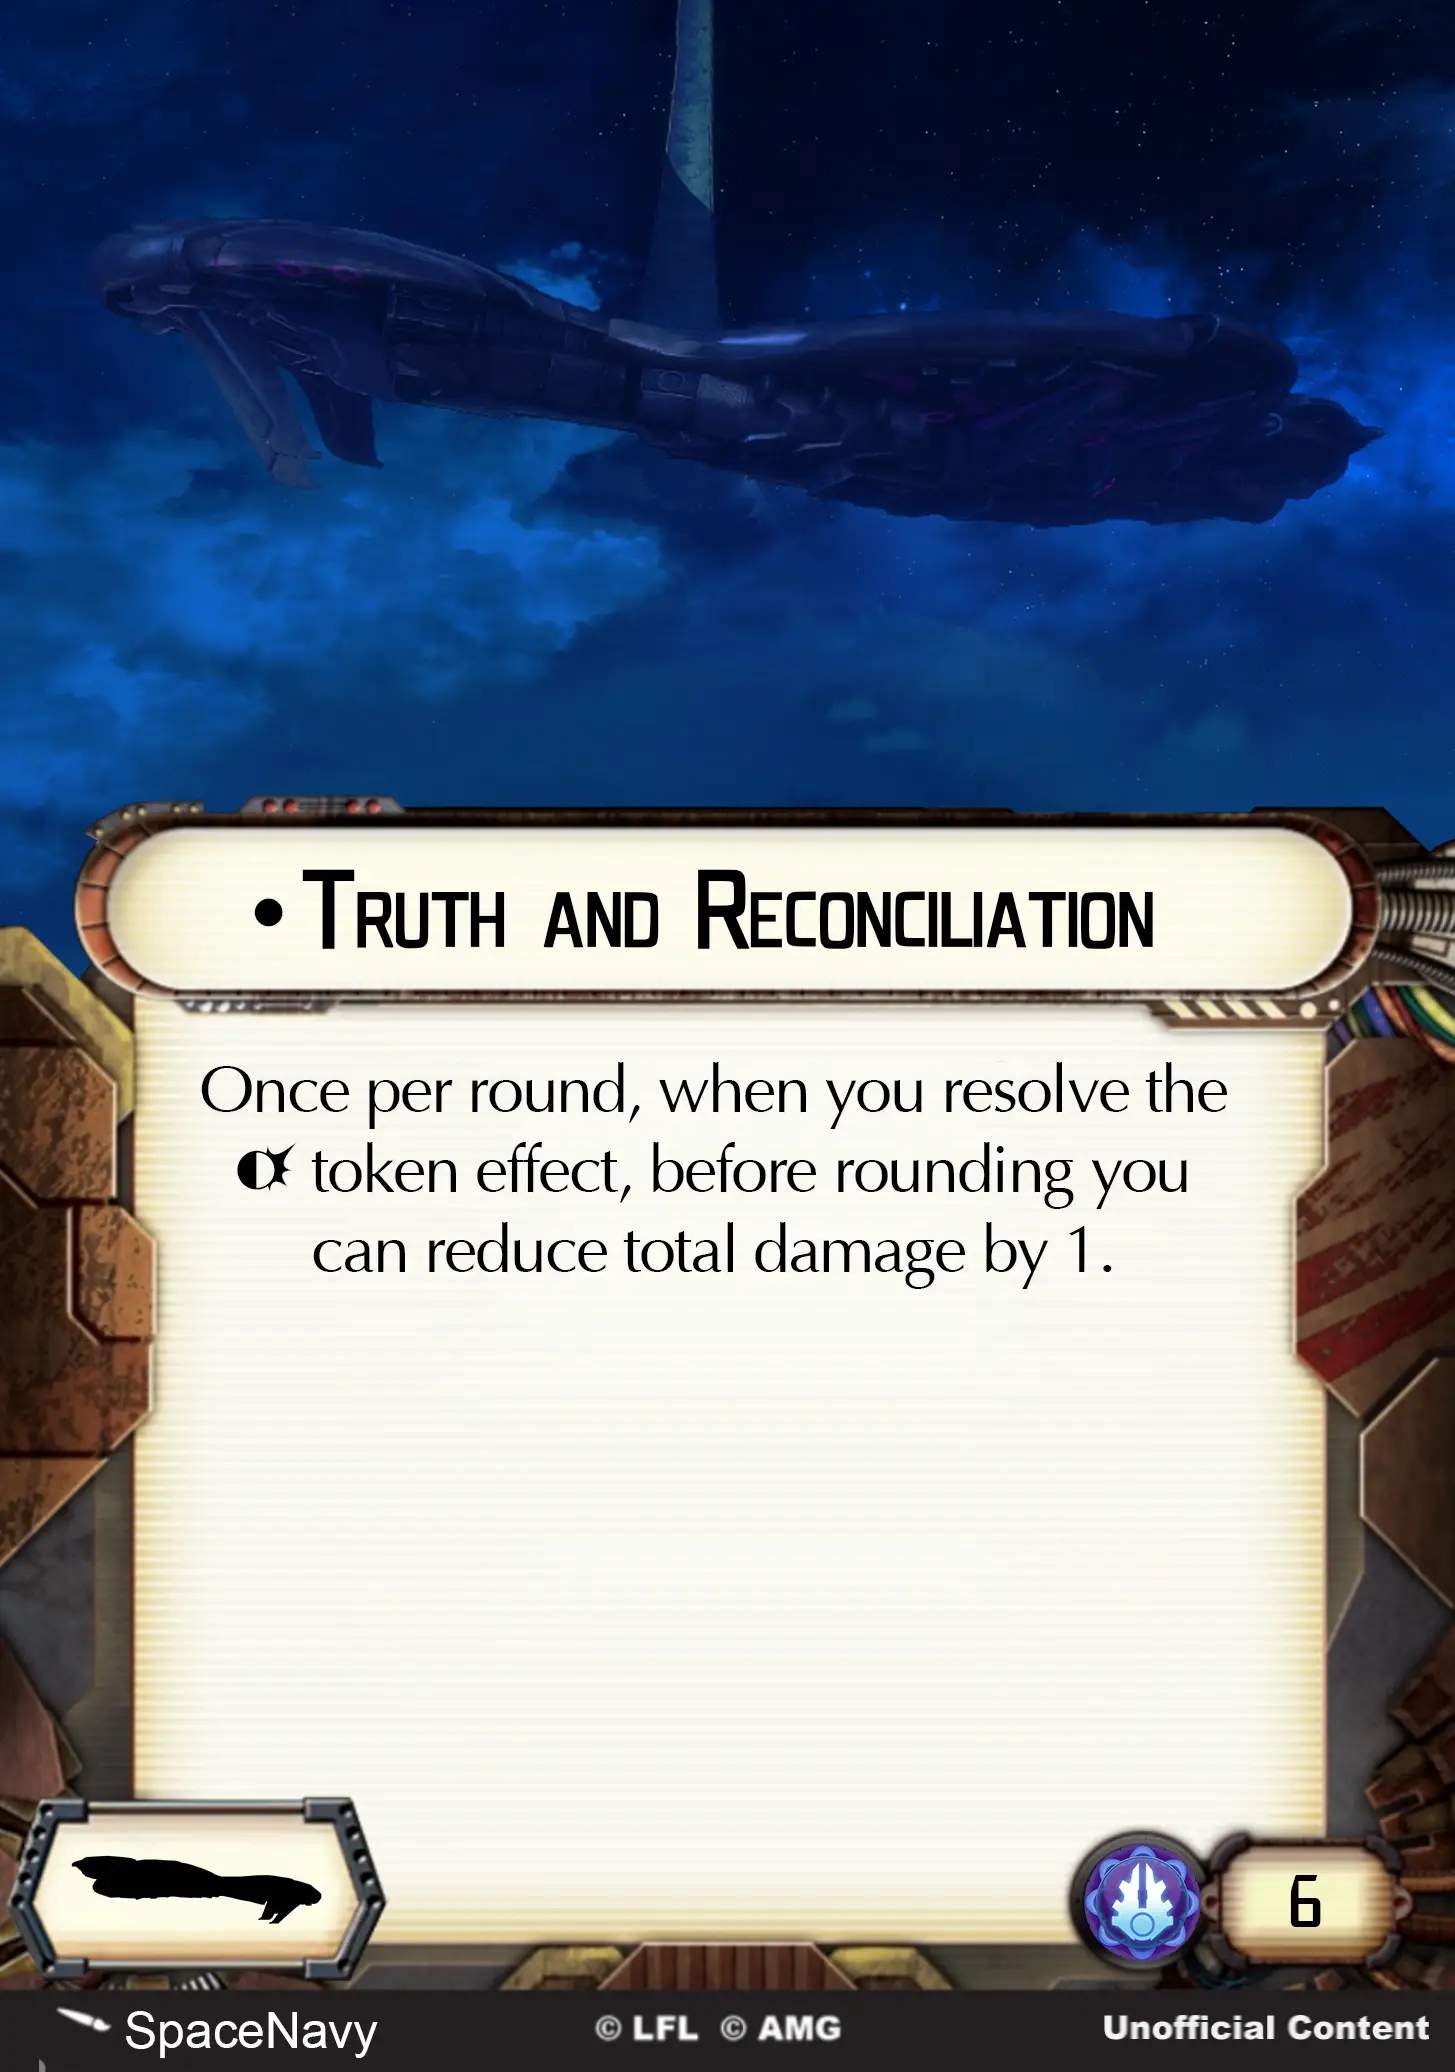 • Truth and Reconciliation
Once per round, when you resolve the
token effect, before rounding you
can reduce total damage by 1.
6
SpaceNavy
© LFL © AMG
Unofficial Content